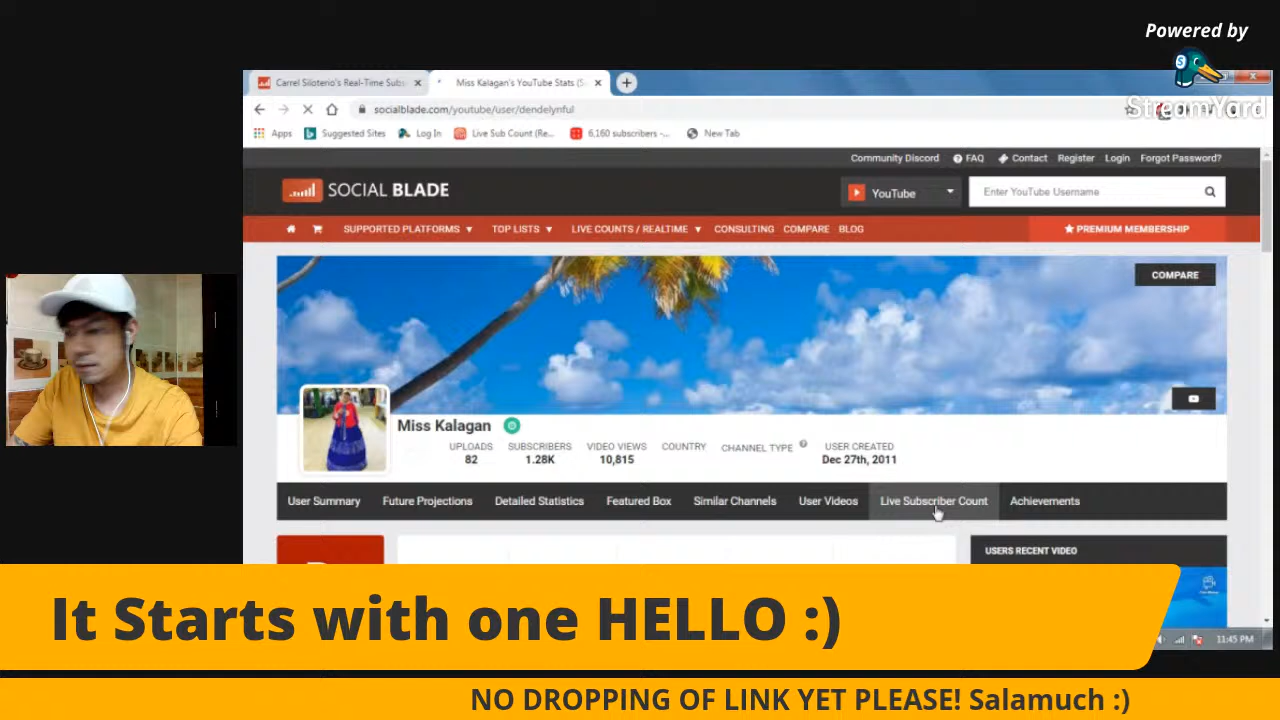 Powered by
StreamYard
Carrel Siloterio's Real-Time Subs
Miss Kalagan's YouTube Stats (S
socialblade.com/youtube/user/dendelynful
Apps
Suggested Sites
Log In
Live Sub Count (Re...
6,160 subscribers -...
New Tab
Community Discord
FAQ
Contact
Register
Login
Forgot Password?
SOCIAL BLADE
YouTube
Enter YouTube Username
SUPPORTED PLATFORMS
TOP LISTS
LIVE COUNTS / REALTIME
CONSULTING
COMPARE
BLOG
PREMIUM MEMBERSHIP
COMPARE
Miss Kalagan
UPLOADS
82
SUBSCRIBERS
1.28K
VIDEO VIEWS
10,815
COUNTRY
CHANNEL TYPE
USER CREATED
Dec 27th, 2011
User Summary
Future Projections
Detailed Statistics
Featured Box
Similar Channels
User Videos
Live Subscriber Count
Achievements
USERS RECENT VIDEO
11:45 PM
It Starts with one HELLO :)
NO DROPPING OF LINK YET PLEASE! Salamuch :)